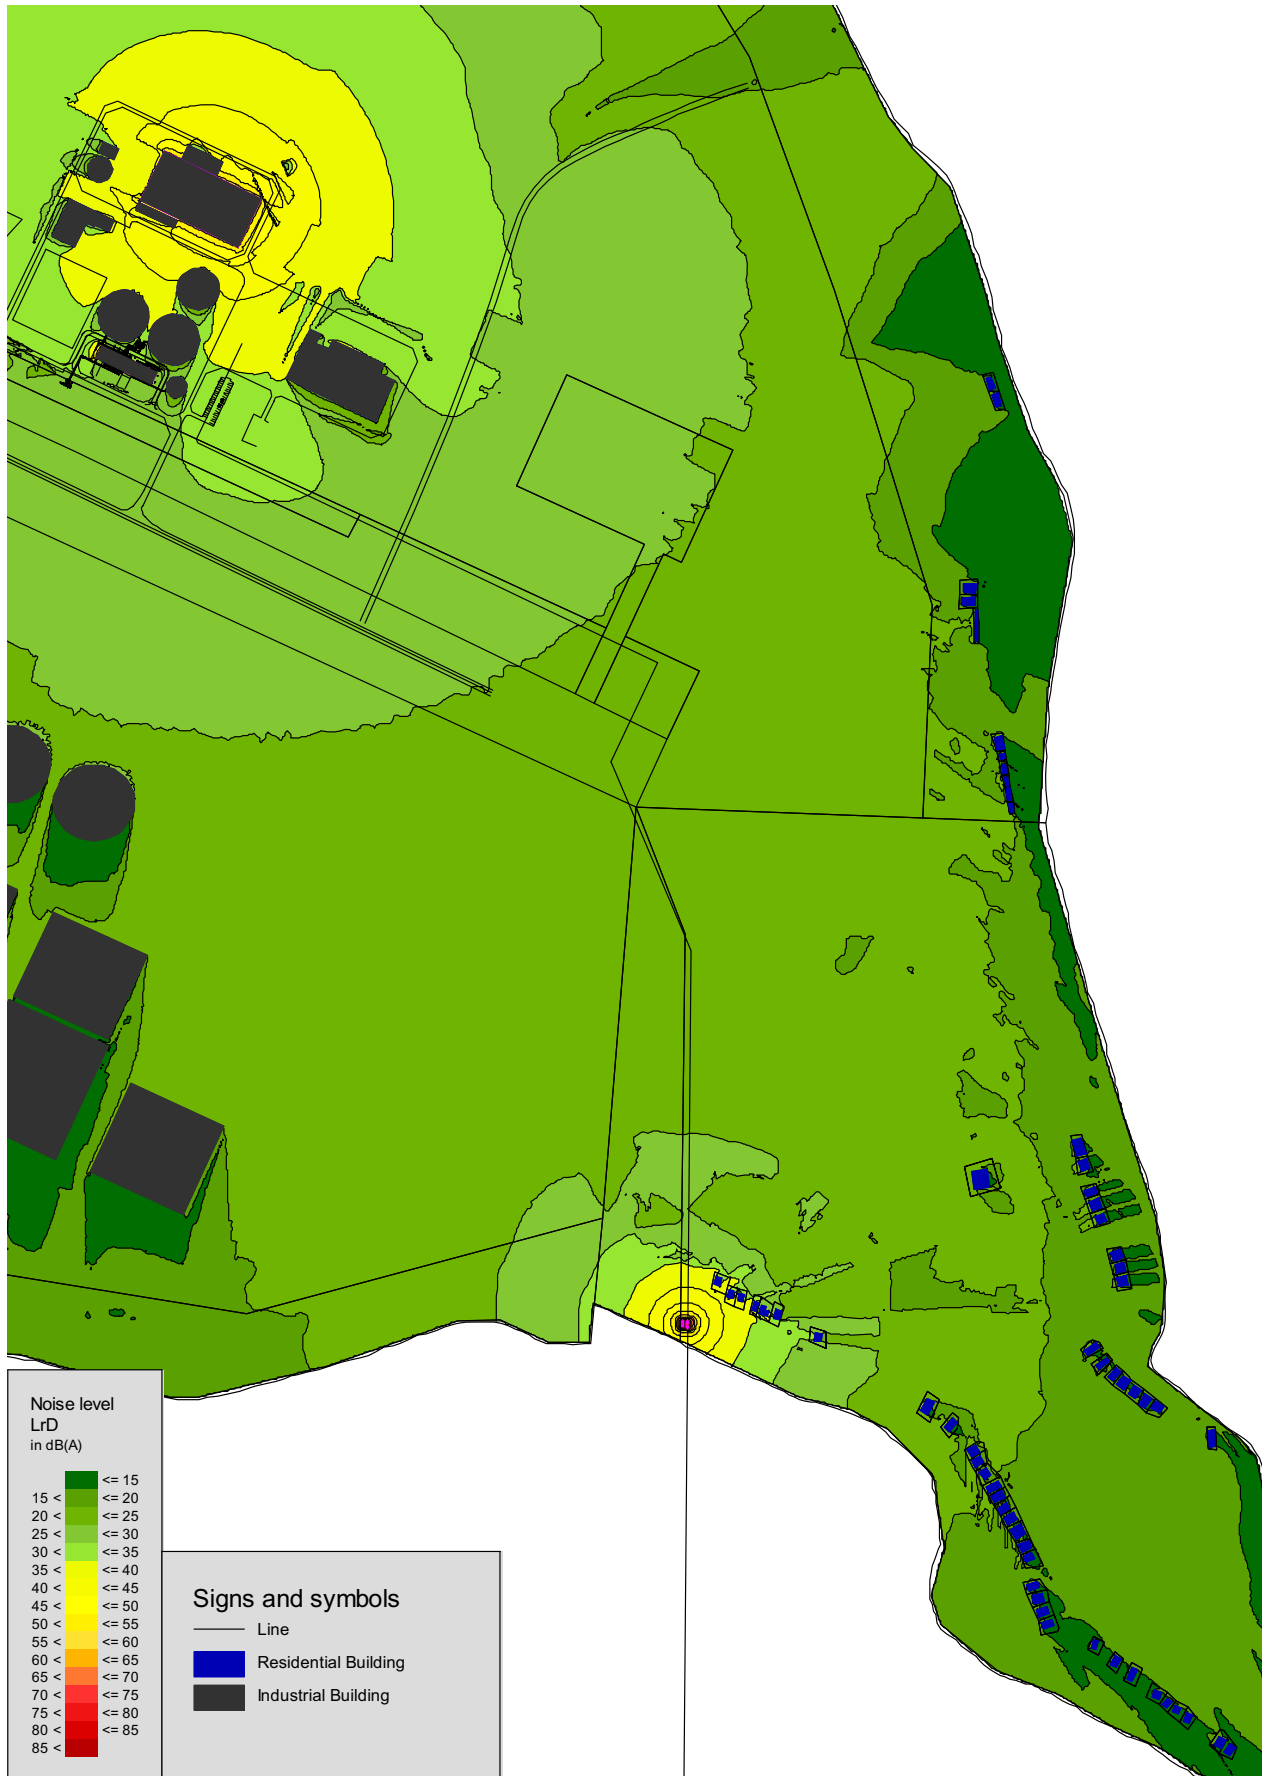 Noise level
LrD
in dB(A)
<= 15
15 < <= 20
20 < <= 25
25 < <= 30
30 < <= 35
35 < <= 40
40 < <= 45
45 < <= 50
50 < <= 55
55 < <= 60
60 < <= 65
65 < <= 70
70 < <= 75
75 < <= 80
80 < <= 85
85 <
Signs and symbols
Line
Residential Building
Industrial Building